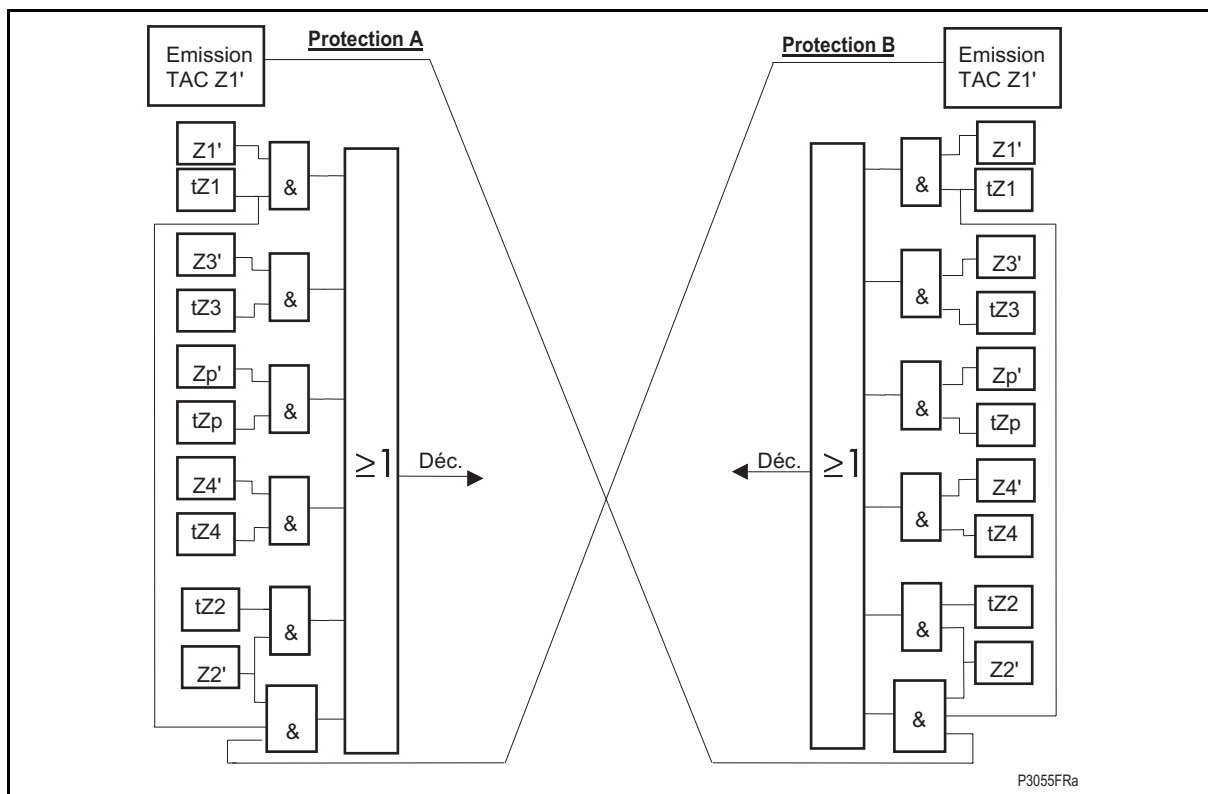 Protection A
Emission
TAC Z1'
Z1'
tZ1
&
Z3'
tZ3
&
Zp'
tZp
&
Z4'
tZ4
&
tZ2
Z2'
&
&
≥1
Déc.
Protection B
Emission
TAC Z1'
Z1'
tZ1
&
Z3'
tZ3
&
Zp'
tZp
&
Z4'
tZ4
&
tZ2
Z2'
&
&
≥1
Déc.
P3055FRa